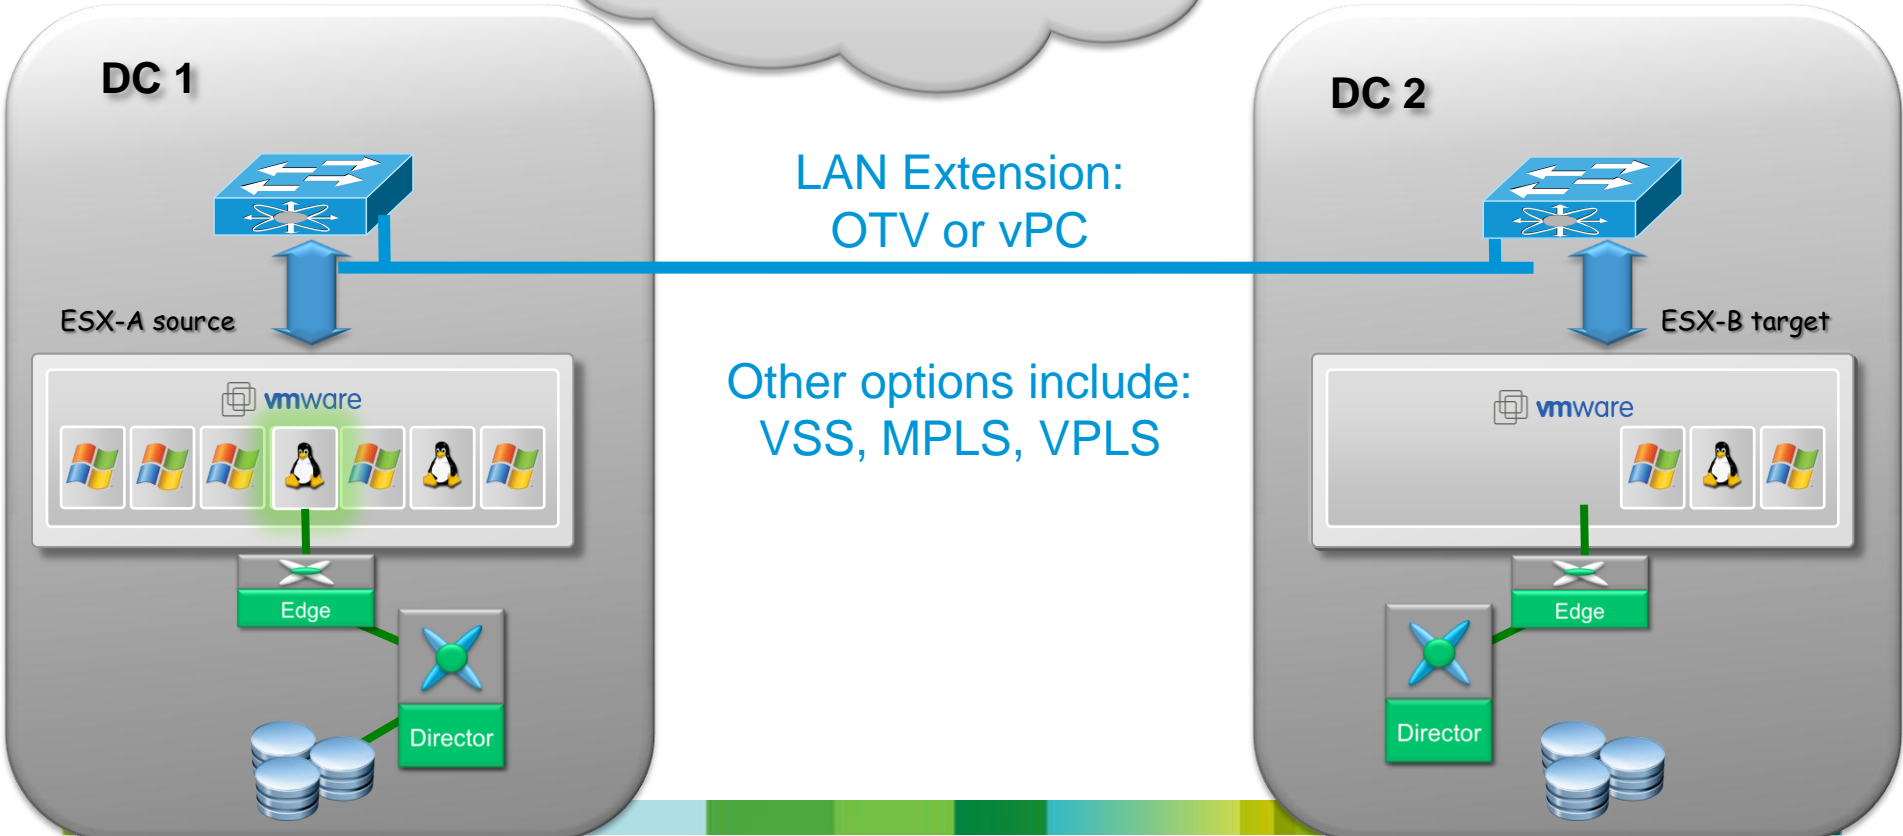 DC 1
DC 2
LAN Extension:
OTV or vPC
ESX-A source
ESX-B target
Other options include:
VSS, MPLS, VPLS
vmware
vmware
Edge
Director
Edge
Director